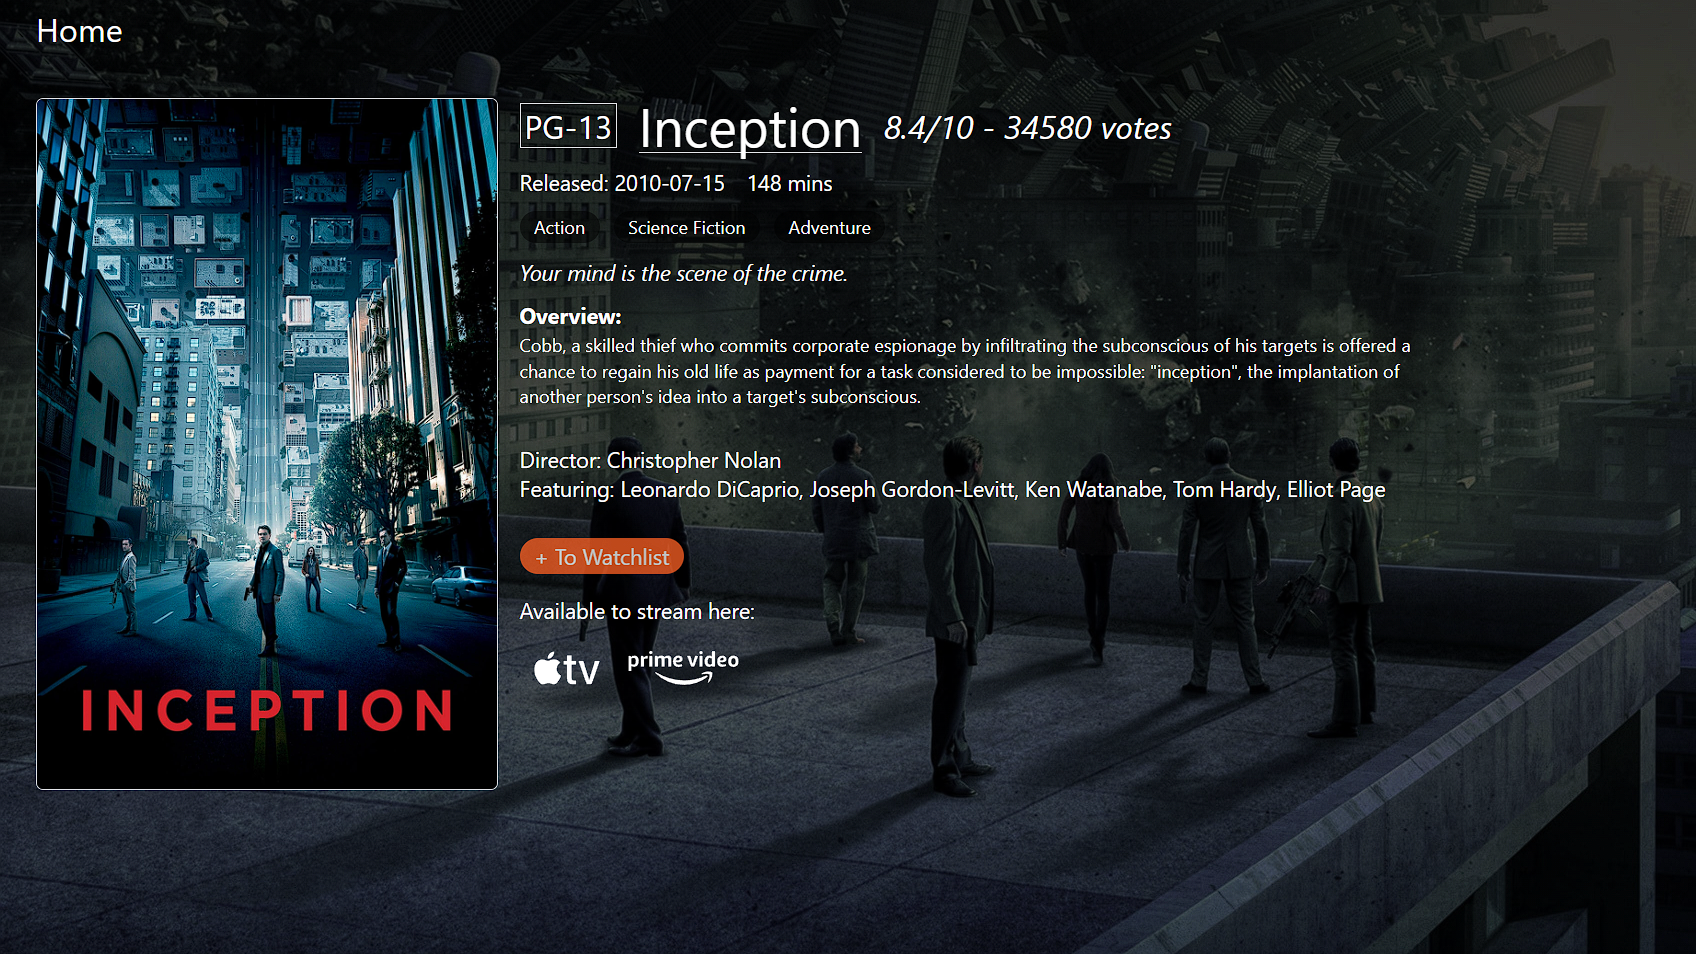 Home
PG-13 Inception 8.4/10 - 34580 votes
Released: 2010-07-15 148 mins
Action Science Fiction Adventure
Your mind is the scene of the crime.
Overview:
Cobb, a skilled thief who commits corporate espionage by infiltrating the subconscious of his targets is offered a
chance to regain his old life as payment for a task considered to be impossible: "inception", the implantation of
another person's idea into a target's subconscious.
Director: Christopher Nolan
Featuring: Leonardo DiCaprio, Joseph Gordon-Levitt, Ken Watanabe, Tom Hardy, Elliot Page
+ To Watchlist
Available to stream here:
tv prime video
INCEPTION